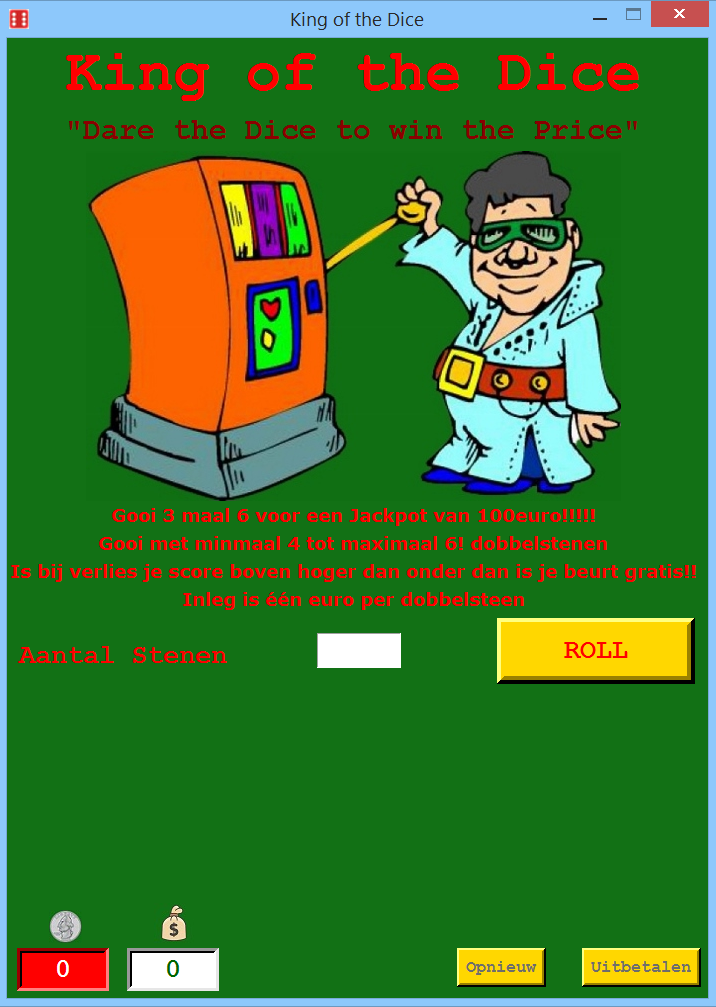 King of the Dice
King of the Dice
"Dare the Dice to win the Price"
Gooi 3 maal 6 voor een Jackpot van 100euro!!!!!
Gooi met minmaal 4 tot maximaal 6! dobbelstenen
Is bij verlies je score boven hoger dan onder dan is je beurt gratis!!
Inleg is één euro per dobbelsteen
Aantal Stenen
ROLL
$
0
0
Opnieuw
Uitbetalen